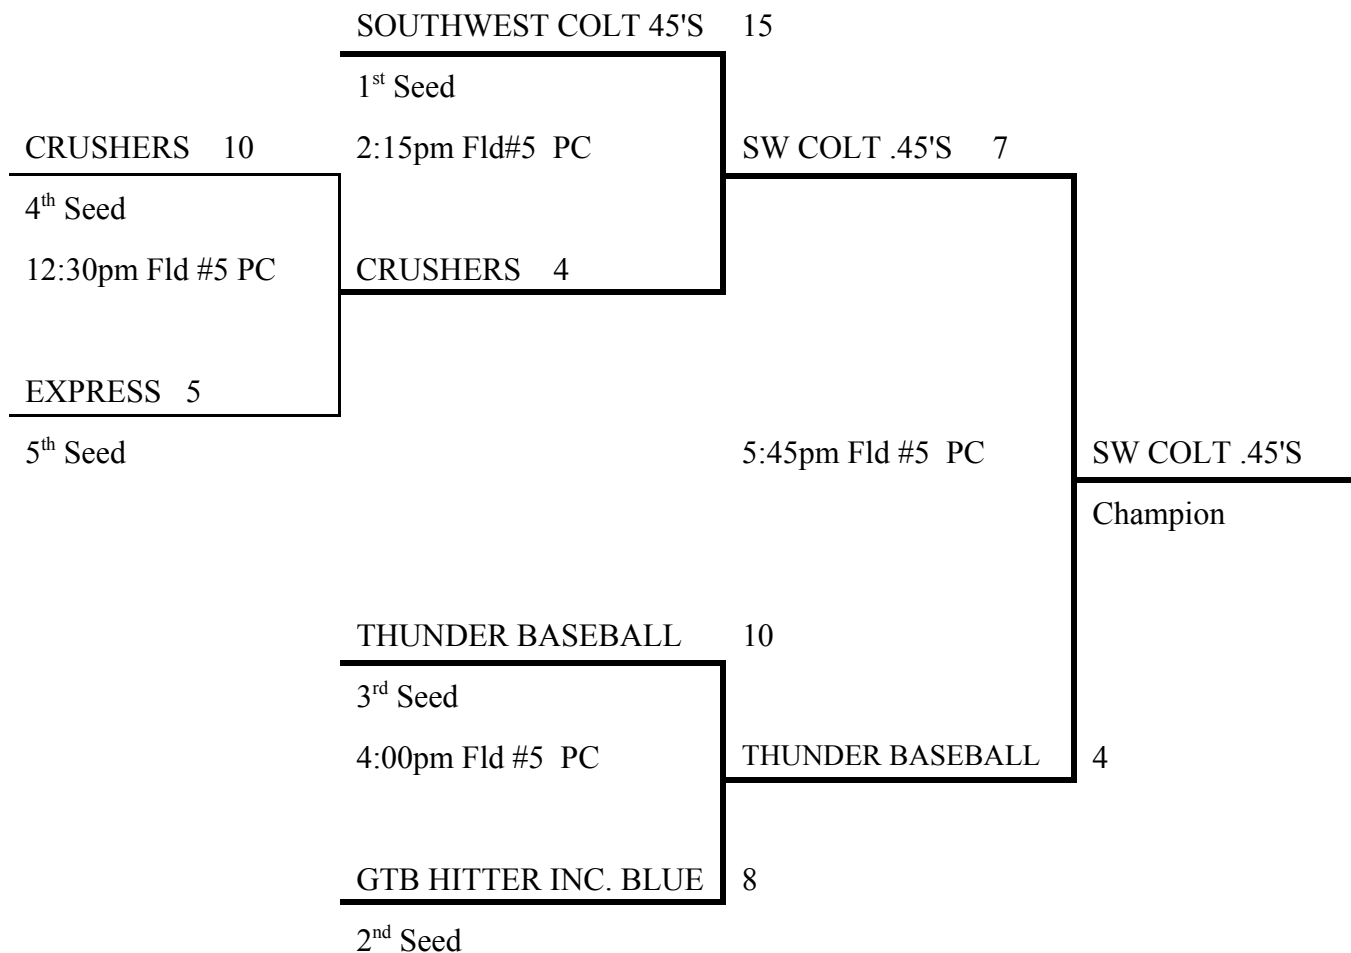 SOUTHWEST COLT 45'S 15
1st Seed
CRUSHERS 10
2:15pm Fld#5 PC
SW COLT .45'S 7
4th Seed
12:30pm Fld #5 PC
CRUSHERS 4
EXPRESS 5
5th Seed
5:45pm Fld #5 PC
SW COLT .45'S
Champion
THUNDER BASEBALL 10
3rd Seed
4:00pm Fld #5 PC
THUNDER BASEBALL 4
GTB HITTER INC. BLUE 8
2nd Seed